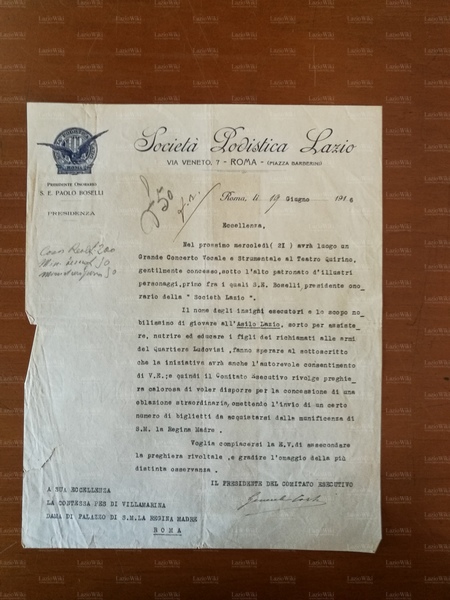 Società Podistica Lazio
VIA VENETO, 7 - ROMA - (PIAZZA BARBERINI)
PRESIDENTE ONORARIO
S. E. PAOLO BOSELLI
PRESIDENZA
Roma, li 19 Giugno 1916
Eccellenza,
Nel prossimo mercoledì ( 21 ) avrà luogo un
Grande Concerto Vocale e Strumentale al Teatro Quirino,
gentilmente concesso, sotto l'alto patronato d'illustri
personaggi, primo fra i quali S.E. Boselli, presidente ono-
rario della " Società Lazio ".
Il nome degli insigni esecutori e lo scopo no-
bilissimo di giovare all'Asilo Lazio, sorto per assiste-
re, nutrire ed educare i figli dei richiamati alle armi
del Quartiere Ludovisi, fanno sperare al sottoscritto
che la iniziativa avrà anche l'autorevole consentimento
di V.E.; e quindi il Comitato Esecutivo rivolge preghie-
ra calorosa di voler disporre per la concessione di una
oblazione straordinaria, omettendo l'invio di un certo
numero di biglietti da acquistarsi dalla munificenza di
S.M. la Regina Madre.
Voglia compiacersi la E.V. di assecondare
la preghiera rivoltale, e gradire l'omaggio della più
distinta osservanza.
IL PRESIDENTE DEL COMITATO ESECUTIVO
A SUA ECCELLENZA
LA CONTESSA PES DI VILLAMARINA
DAMA DI PALAZZO DI S.M. LA REGINA MADRE
ROMA